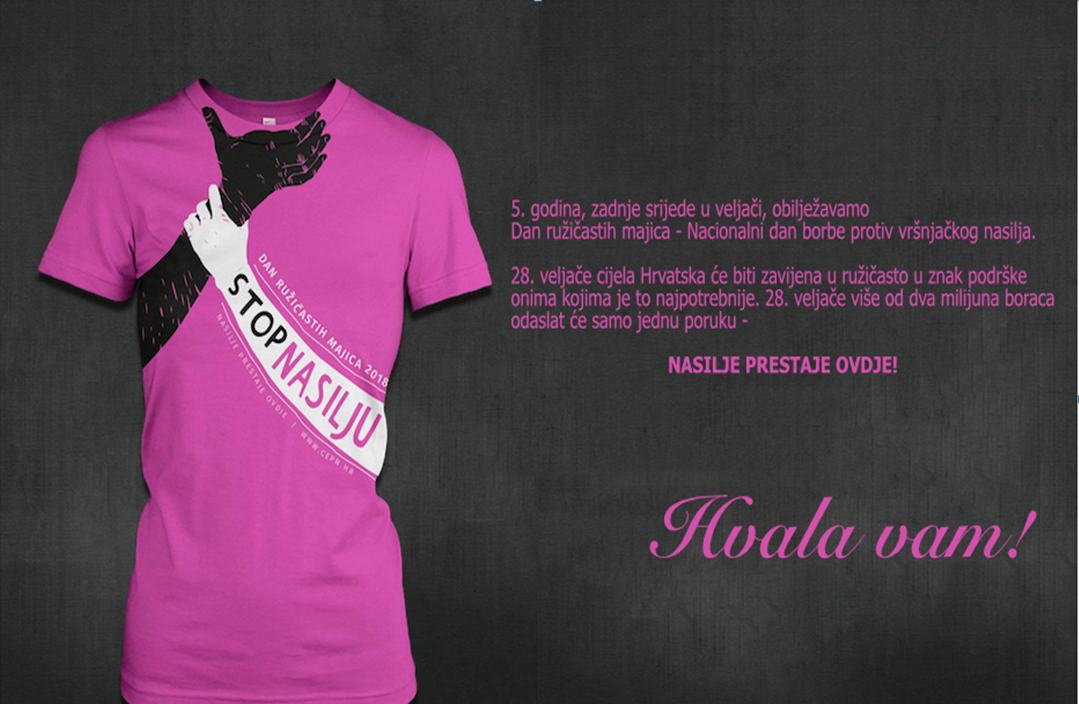 DAN RUŽIČASTIH MAJICA 2018
STOP NASILJU
NASILJE PRESTAJE OVDJE | WWW.CEPN.HR
5. godina, zadnje srijede u veljači, obilježavamo
Dan ružičastih majica - Nacionalni dan borbe protiv vršnjačkog nasilja.
28. veljače cijela Hrvatska će biti zavijena u ružičasto u znak podrške
onima kojima je to najpotrebnije. 28. veljače više od dva milijuna boraca
odaslat će samo jednu poruku -
NASILJE PRESTAJE OVDJE!
Hvala vam!